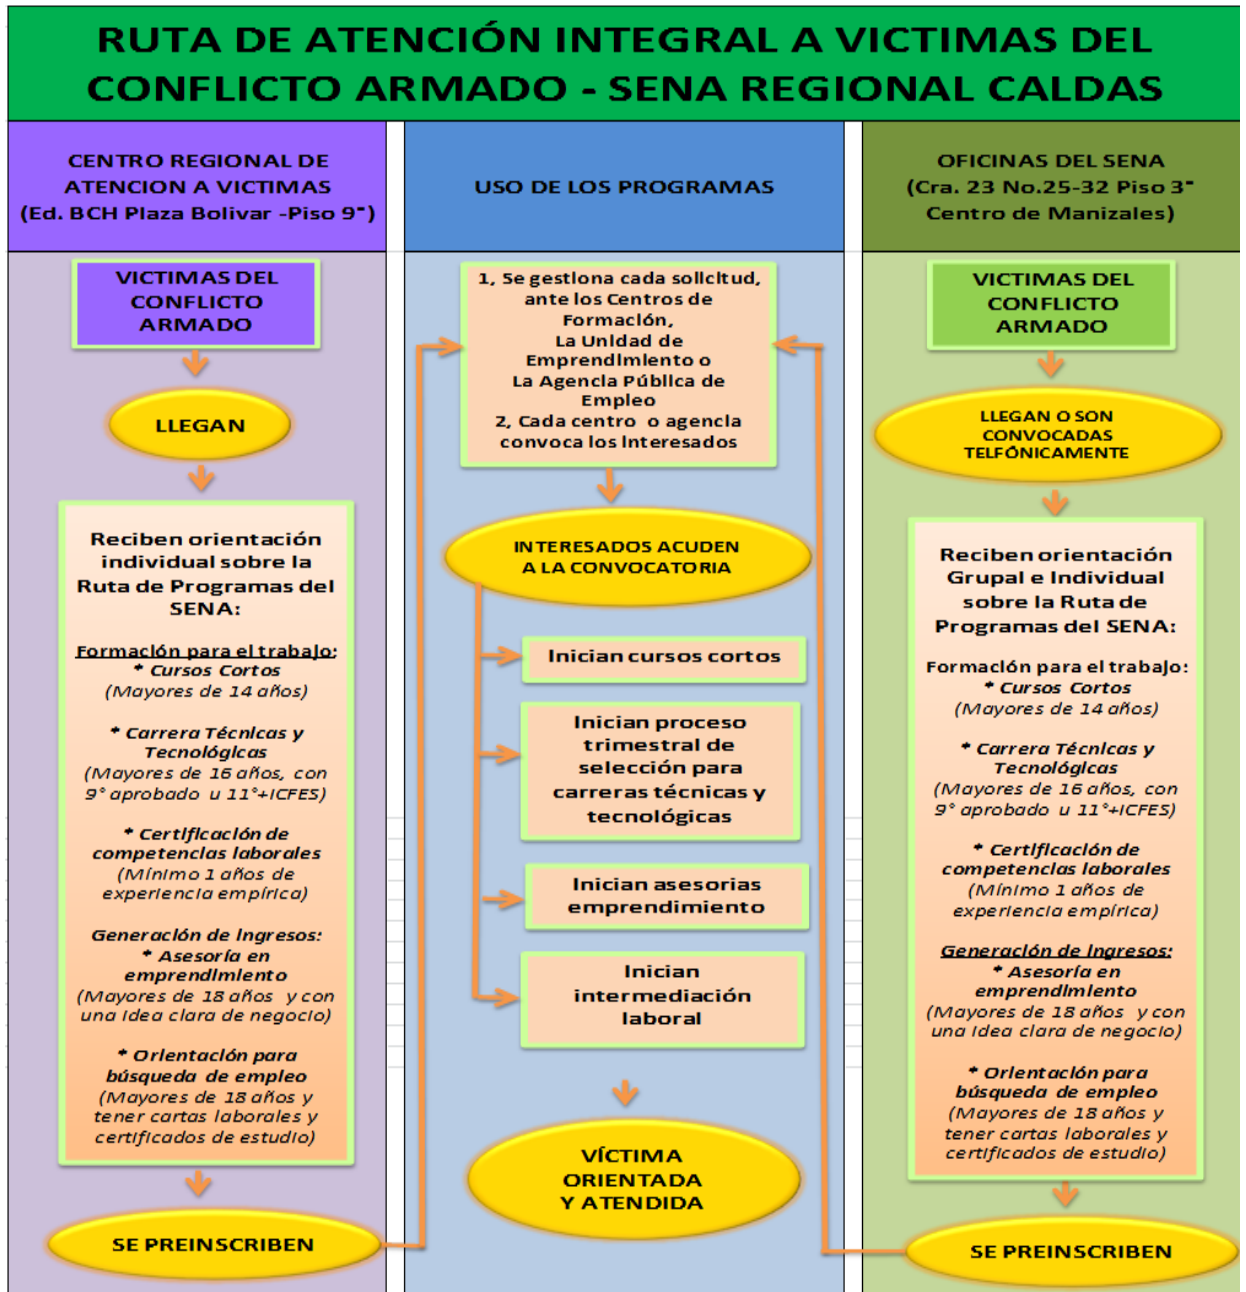 RUTA DE ATENCIÓN INTEGRAL A VICTIMAS DEL
CONFLICTO ARMADO - SENA REGIONAL CALDAS
CENTRO REGIONAL DE
ATENCION A VICTIMAS
(Ed. BCH Plaza Bolivar -Piso 9°)
VICTIMAS DEL
CONFLICTO
ARMADO
LLEGAN
Reciben orientación
individual sobre la
Ruta de Programas del
SENA:
Formación para el trabajo:
* Cursos Cortos
(Mayores de 14 años)
* Carrera Técnicas y
Tecnológicas
(Mayores de 16 años, con
9° aprobado u 11°+ICFES)
* Certificación de
competencias laborales
(Mínimo 1 años de
experiencia empírica)
Generación de ingresos:
* Asesoría en
emprendimiento
(Mayores de 18 años y con
una idea clara de negocio)
* Orientación para
búsqueda de empleo
(Mayores de 18 años y
tener cartas laborales y
certificados de estudio)
SE PREINSCRIBEN
USO DE LOS PROGRAMAS
1, Se gestiona cada solicitud,
ante los Centros de
Formación,
La Unidad de
Emprendimiento o
La Agencia Pública de
Empleo
2, Cada centro o agencia
convoca los interesados
INTERESADOS ACUDEN
A LA CONVOCATORIA
Inician cursos cortos
Inician proceso
trimestral de
selección para
carreras técnicas y
tecnológicas
Inician asesorias
emprendimiento
Inician
intermediación
laboral
VÍCTIMA
ORIENTADA
Y ATENDIDA
OFICINAS DEL SENA
(Cra. 23 No.25-32 Piso 3°
Centro de Manizales)
VICTIMAS DEL
CONFLICTO
ARMADO
LLEGAN O SON
CONVOCADAS
TELFÓNICAMENTE
Reciben orientación
Grupal e Individual
sobre la Ruta de
Programas del SENA:
Formación para el trabajo:
* Cursos Cortos
(Mayores de 14 años)
* Carrera Técnicas y
Tecnológicas
(Mayores de 16 años, con
9° aprobado u 11°+ICFES)
* Certificación de
competencias laborales
(Mínimo 1 años de
experiencia empírica)
Generación de ingresos:
* Asesoría en
emprendimiento
(Mayores de 18 años y con
una idea clara de negocio)
* Orientación para
búsqueda de empleo
(Mayores de 18 años y
tener cartas laborales y
certificados de estudio)
SE PREINSCRIBEN